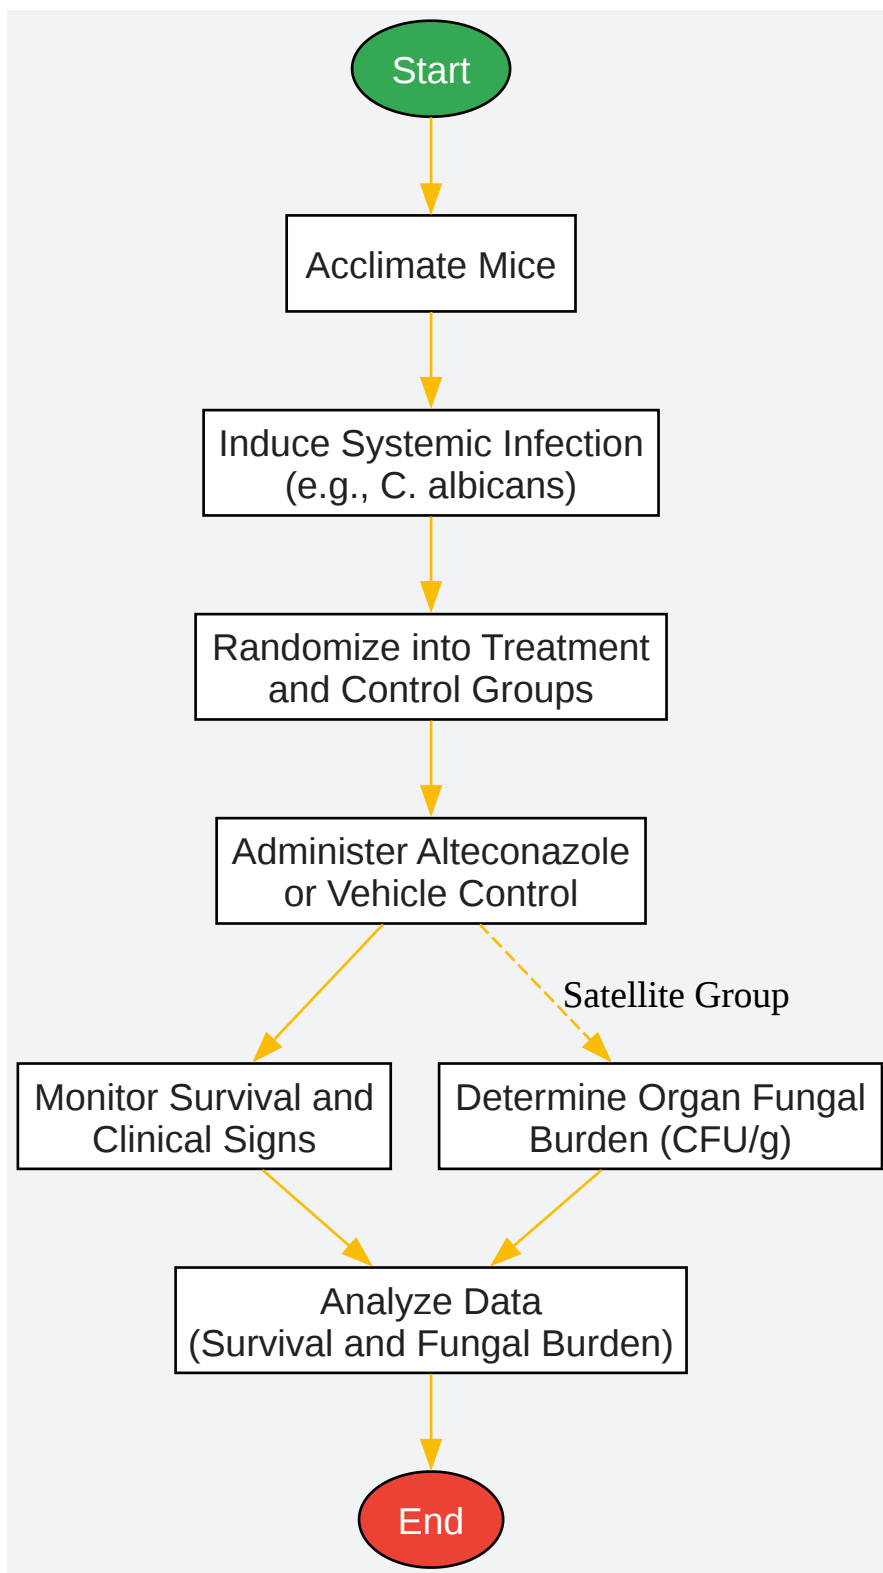 Start
Acclimate Mice
Induce Systemic Infection
(e.g., C. albicans)
Randomize into Treatment
and Control Groups
Administer Alteconazole
or Vehicle Control
Satellite Group
Monitor Survival and
Clinical Signs
Determine Organ Fungal
Burden (CFU/g)
Analyze Data
(Survival and Fungal Burden)
End